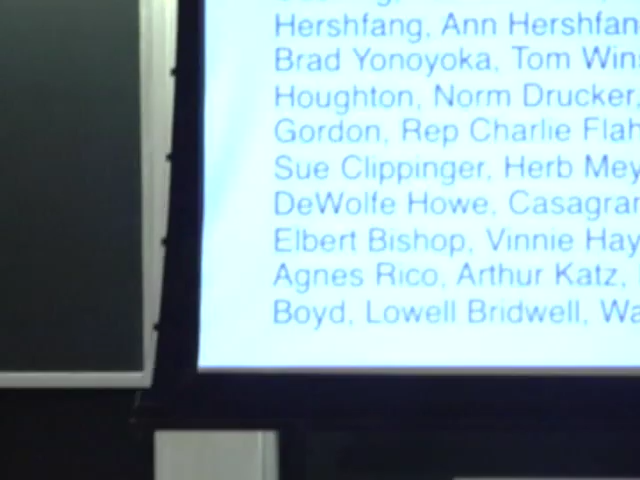 Hershfang, Ann Hershfan
Brad Yonoyoka, Tom Wins
Houghton, Norm Drucker,
Gordon, Rep Charlie Flah
Sue Clippinger, Herb Mey
DeWolfe Howe, Casagran
Elbert Bishop, Vinnie Hay
Agnes Rico, Arthur Katz,
Boyd, Lowell Bridwell, Wa